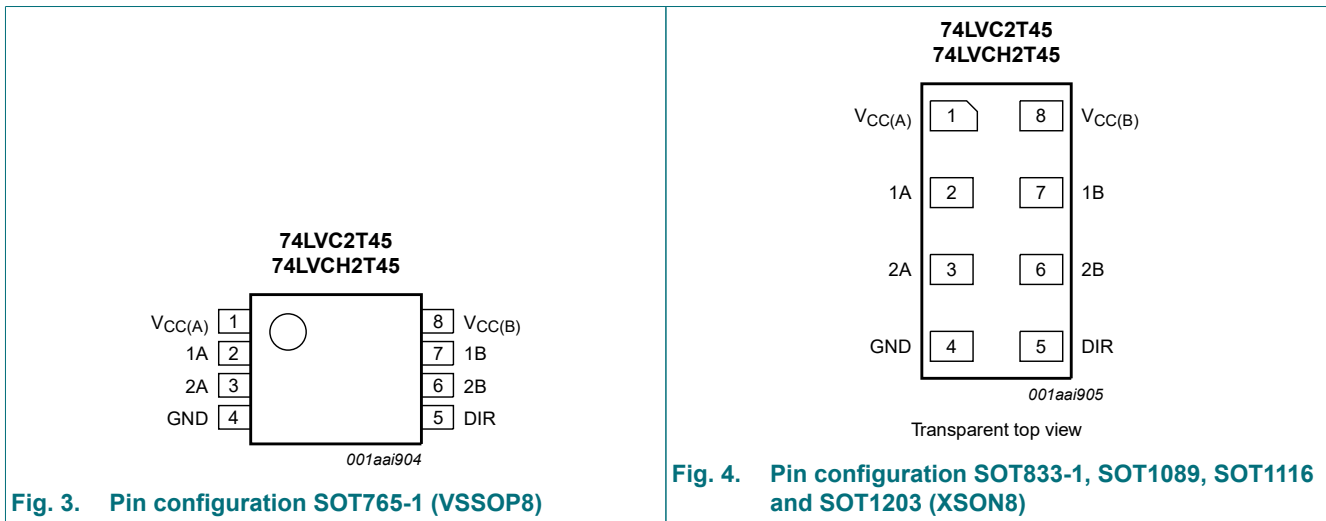 74LVC2T45
74LVCH2T45
VCC(A) 1 8 VCC(B)
1A 2 7 1B
2A 3 6 2B
GND 4 5 DIR
001aai904
Fig. 3. Pin configuration SOT765-1 (VSSOP8)
74LVC2T45
74LVCH2T45
VCC(A) 1 8 VCC(B)
1A 2 7 1B
2A 3 6 2B
GND 4 5 DIR
001aai905
Transparent top view
Fig. 4. Pin configuration SOT833-1, SOT1089, SOT1116
and SOT1203 (XSON8)